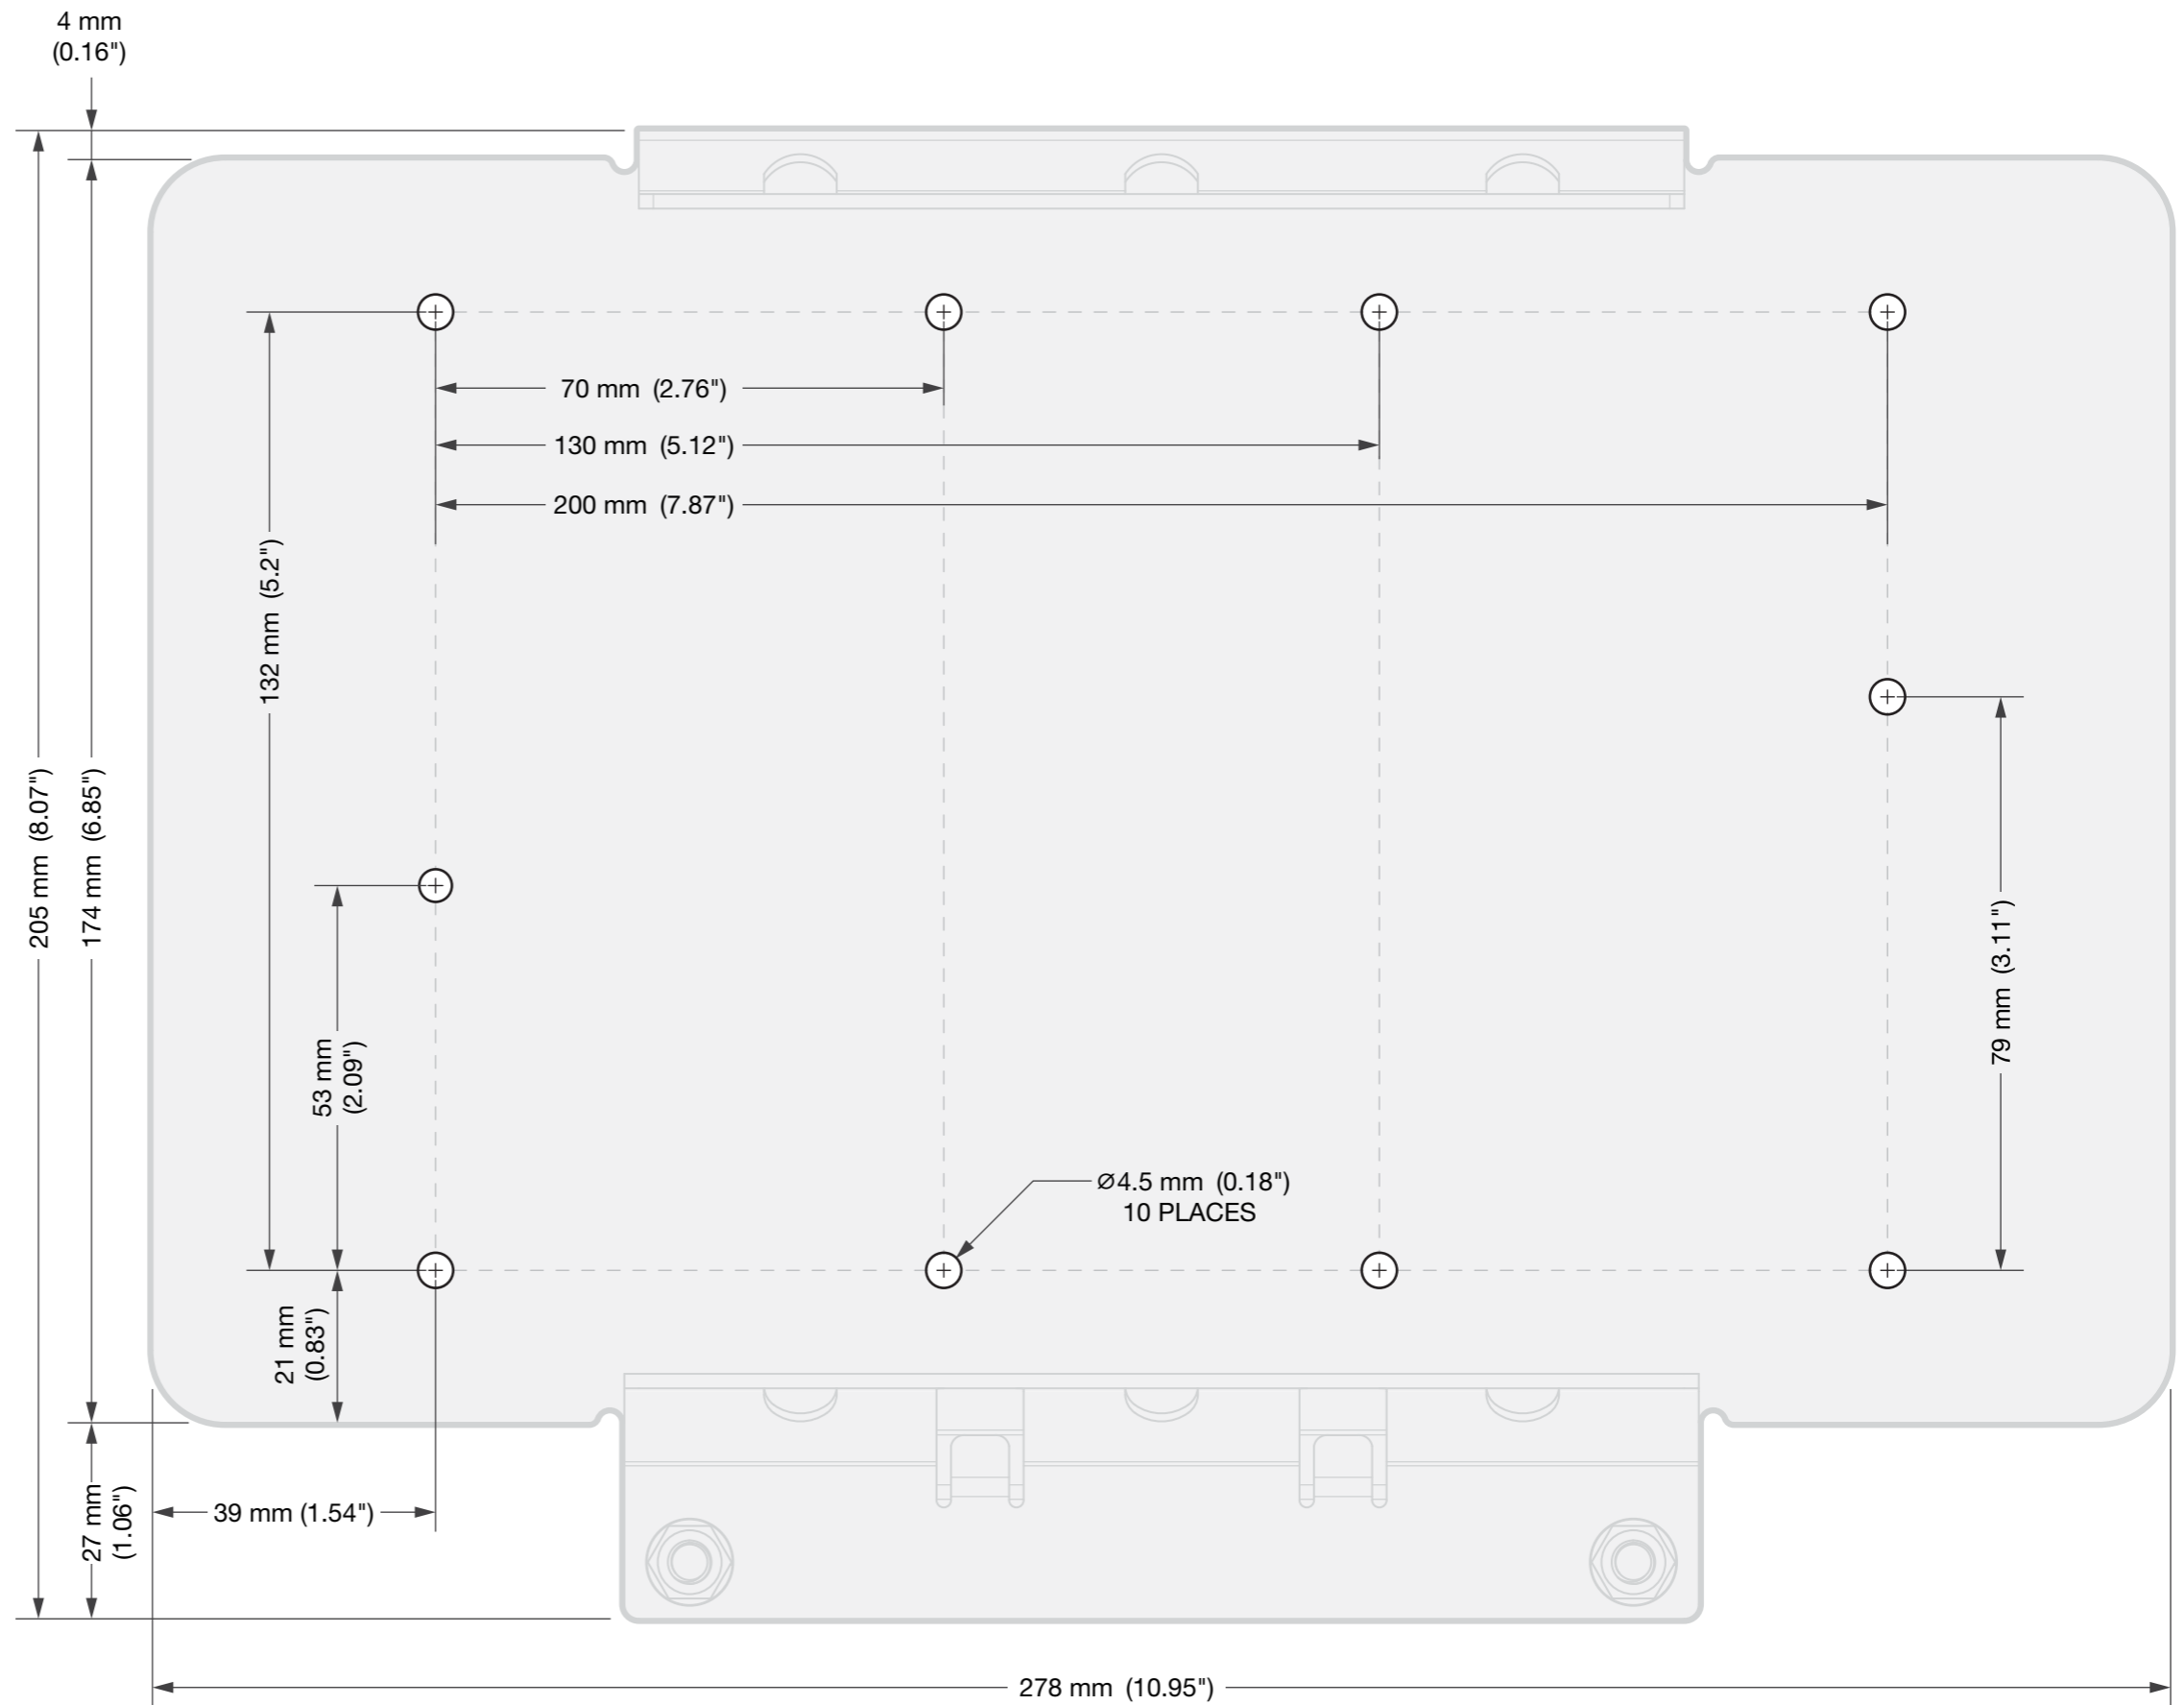 4 mm
(0.16")
70 mm (2.76")
130 mm (5.12")
200 mm (7.87")
132 mm (5.2")
205 mm (8.07")
174 mm (6.85")
53 mm
(2.09")
79 mm (3.11")
Ø4.5 mm (0.18")
10 PLACES
21 mm
(0.83")
27 mm
(1.06")
39 mm (1.54")
278 mm (10.95")